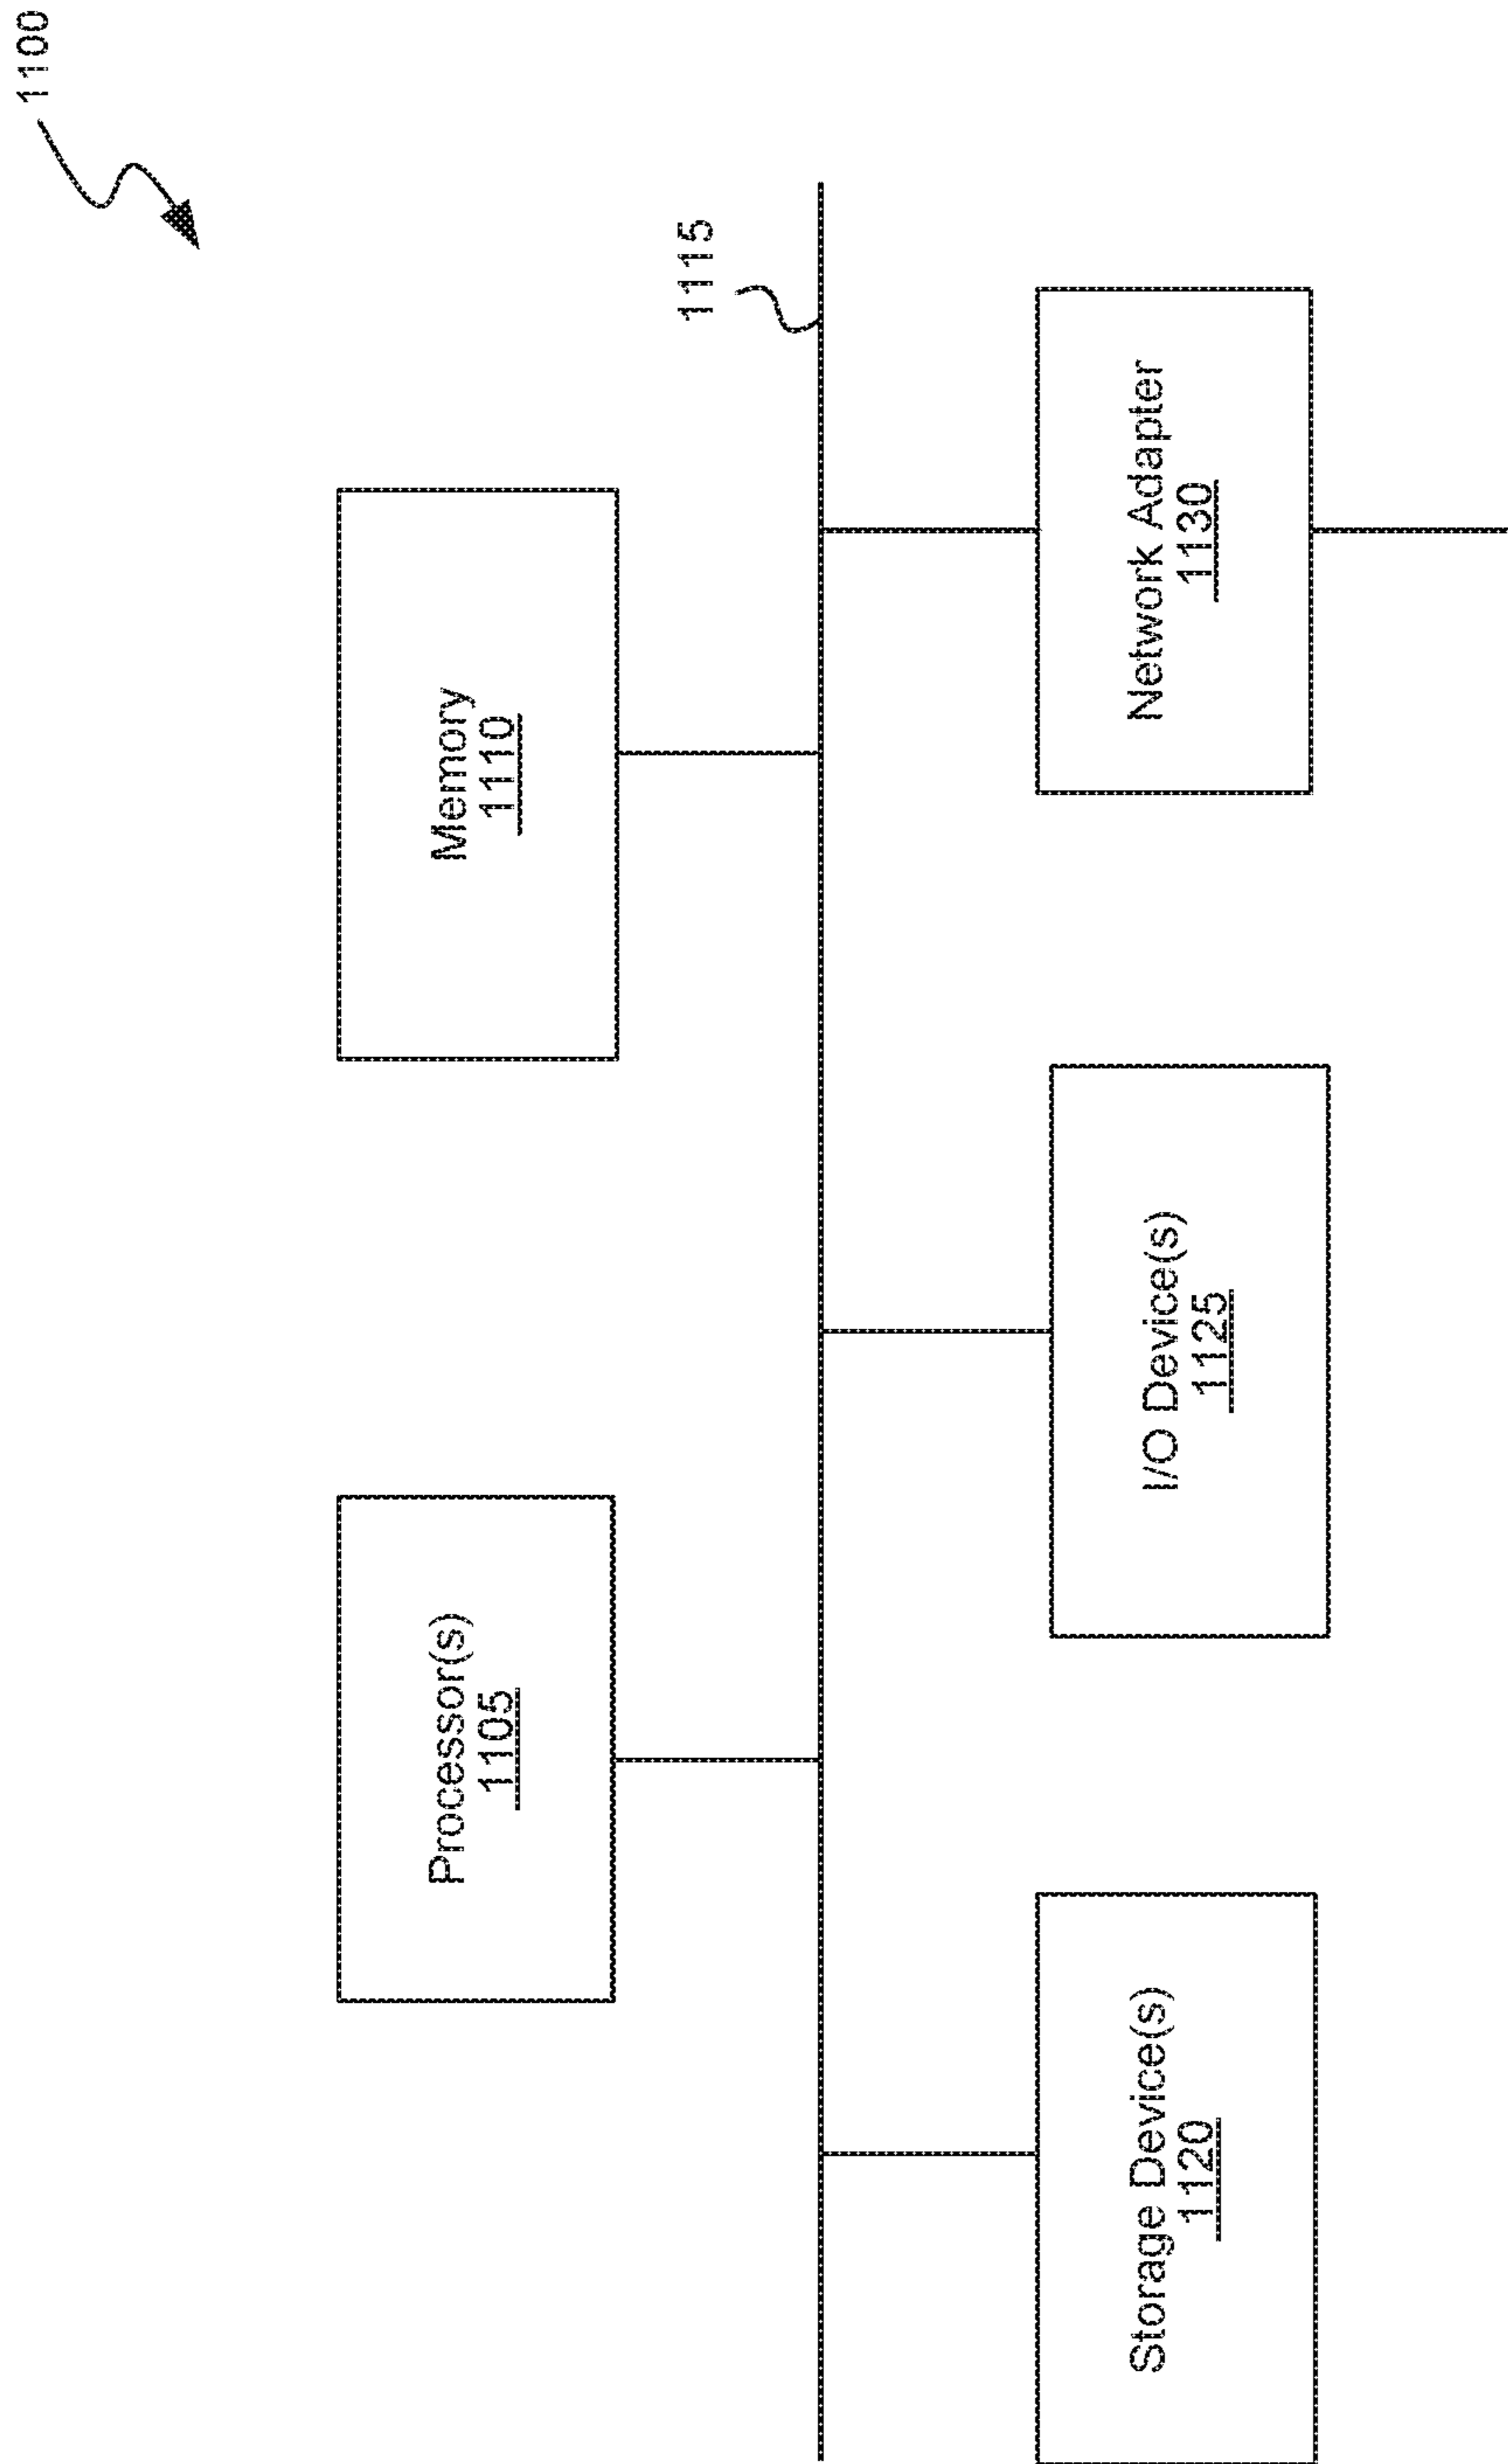 1100
Processor(s)
1105
Memory
1110
1115
Storage Device(s)
1120
I/O Device(s)
1125
Network Adapter
1130